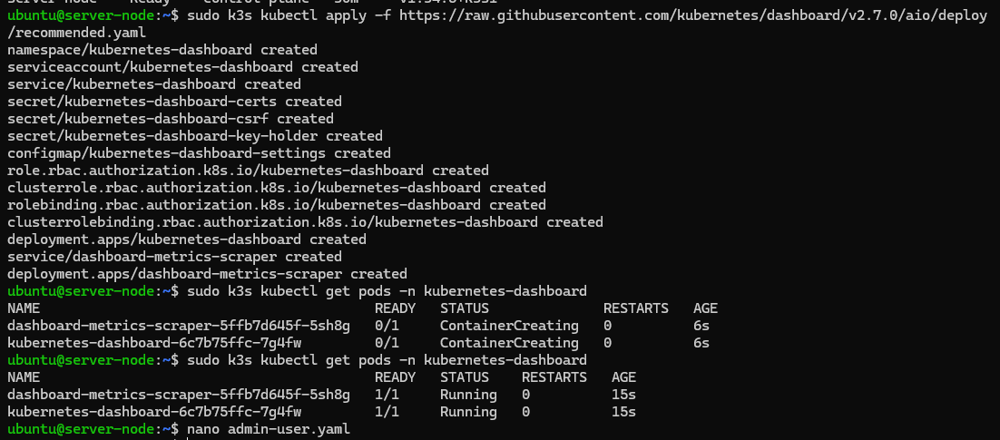 ubuntu@server-node:~$ sudo k3s kubectl apply -f https://raw.githubusercontent.com/kubernetes/dashboard/v2.7.0/aio/deploy
/recommended.yaml
namespace/kubernetes-dashboard created
serviceaccount/kubernetes-dashboard created
service/kubernetes-dashboard created
secret/kubernetes-dashboard-certs created
secret/kubernetes-dashboard-csrf created
secret/kubernetes-dashboard-key-holder created
configmap/kubernetes-dashboard-settings created
role.rbac.authorization.k8s.io/kubernetes-dashboard created
clusterrole.rbac.authorization.k8s.io/kubernetes-dashboard created
rolebinding.rbac.authorization.k8s.io/kubernetes-dashboard created
clusterrolebinding.rbac.authorization.k8s.io/kubernetes-dashboard created
deployment.apps/kubernetes-dashboard created
service/dashboard-metrics-scraper created
deployment.apps/dashboard-metrics-scraper created
ubuntu@server-node:~$ sudo k3s kubectl get pods -n kubernetes-dashboard
NAME READY STATUS RESTARTS AGE
dashboard-metrics-scraper-5ffb7d645f-5sh8g 0/1 ContainerCreating 0 6s
kubernetes-dashboard-6c7b75ffc-7g4fw 0/1 ContainerCreating 0 6s
ubuntu@server-node:~$ sudo k3s kubectl get pods -n kubernetes-dashboard
NAME READY STATUS RESTARTS AGE
dashboard-metrics-scraper-5ffb7d645f-5sh8g 1/1 Running 0 15s
kubernetes-dashboard-6c7b75ffc-7g4fw 1/1 Running 0 15s
ubuntu@server-node:~$ nano admin-user.yaml